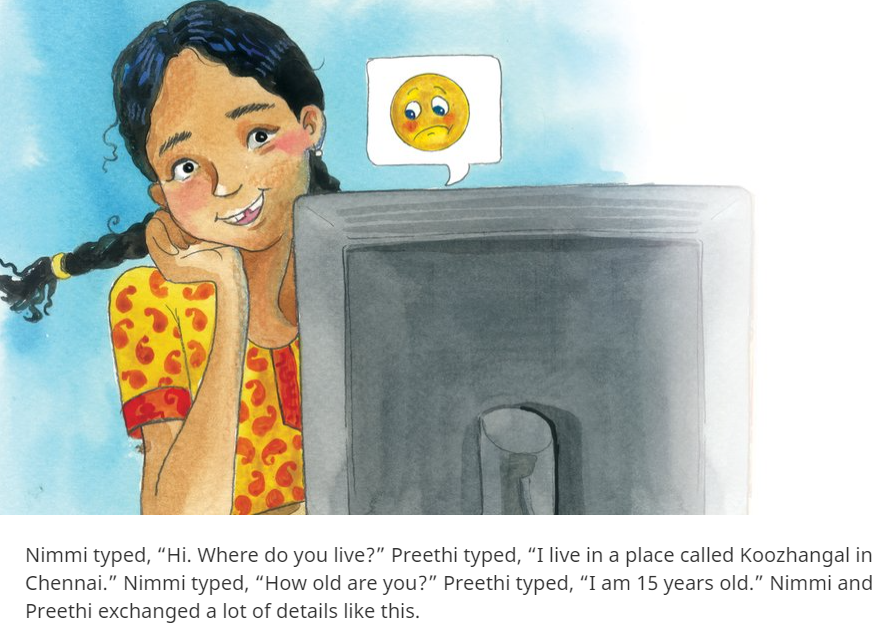 Nimmi typed, “Hi. Where do you live?” Preethi typed, “I live in a place called Koozhangal in
Chennai.” Nimmi typed, “How old are you?” Preethi typed, “I am 15 years old.” Nimmi and
Preethi exchanged a lot of details like this.